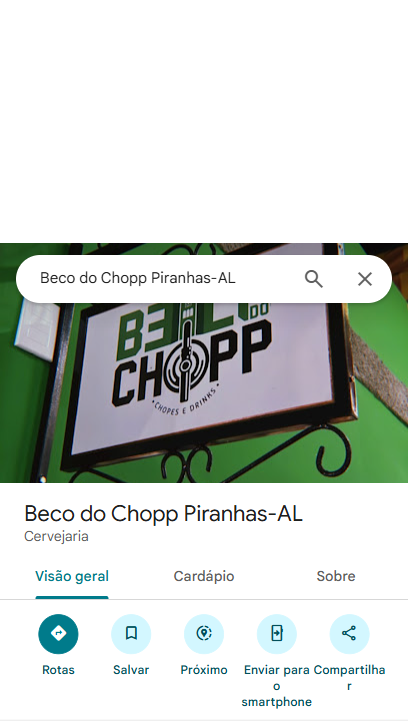 Beco do Chopp Piranhas-AL
BECO DO
CHOPP
• CHOPES E DRINKS •
Beco do Chopp Piranhas-AL
Cervejaria
Visão geral Cardápio Sobre
Rotas Salvar Próximo Enviar para o smartphone Compartilhar